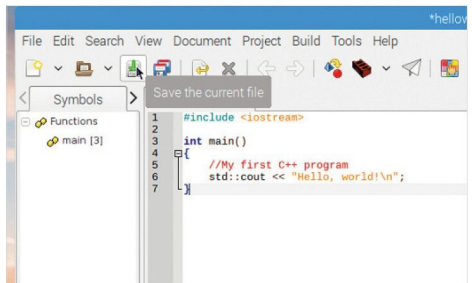 *hellow
File Edit Search View Document Project Build Tools Help
Symbols
Save the current file
Functions
main [3]
1 #include <iostream>
2
3 int main()
4 {
5 //My first C++ program
6 std::cout << "Hello, world!\n";
7 }